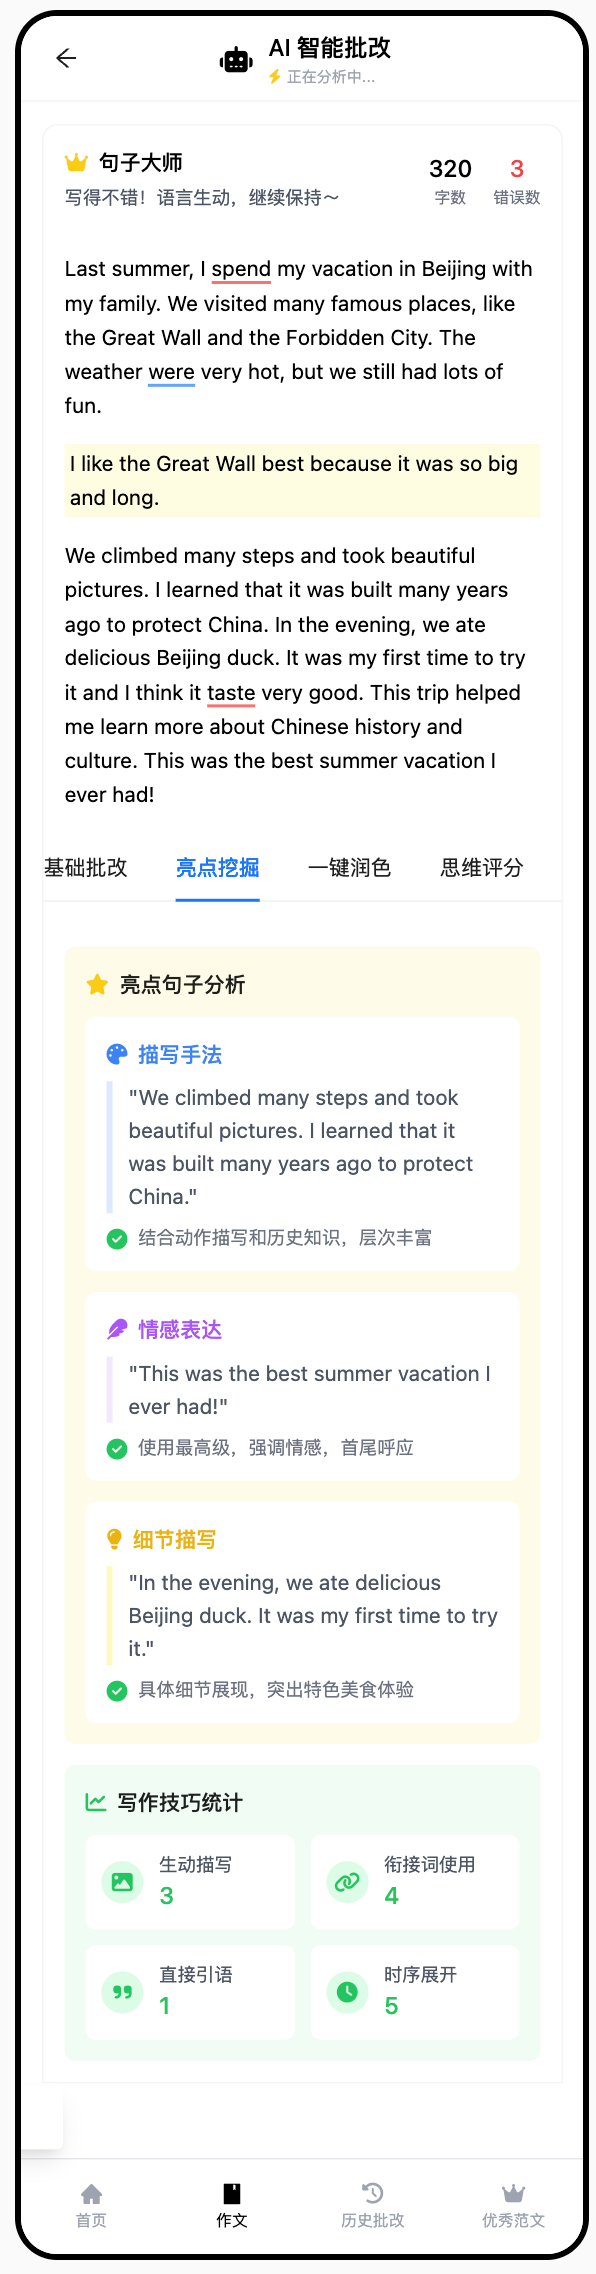 AI 智能批改
正在分析中...
句子大师
写得不错！语言生动，继续保持～
320
字数
3
错误数
Last summer, I spend my vacation in Beijing with
my family. We visited many famous places, like
the Great Wall and the Forbidden City. The
weather were very hot, but we still had lots of
fun.
I like the Great Wall best because it was so big
and long.
We climbed many steps and took beautiful
pictures. I learned that it was built many years
ago to protect China. In the evening, we ate
delicious Beijing duck. It was my first time to try
it and I think it taste very good. This trip helped
me learn more about Chinese history and
culture. This was the best summer vacation I
ever had!
基础批改 亮点挖掘 一键润色 思维评分
亮点句子分析
描写手法
"We climbed many steps and took
beautiful pictures. I learned that it
was built many years ago to protect
China."
结合动作描写和历史知识，层次丰富
情感表达
"This was the best summer vacation I
ever had!"
使用最高级，强调情感，首尾呼应
细节描写
"In the evening, we ate delicious
Beijing duck. It was my first time to try
it."
具体细节展现，突出特色美食体验
写作技巧统计
生动描写
3
衔接词使用
4
直接引语
1
时序展开
5
首页 作文 历史批改 优秀范文